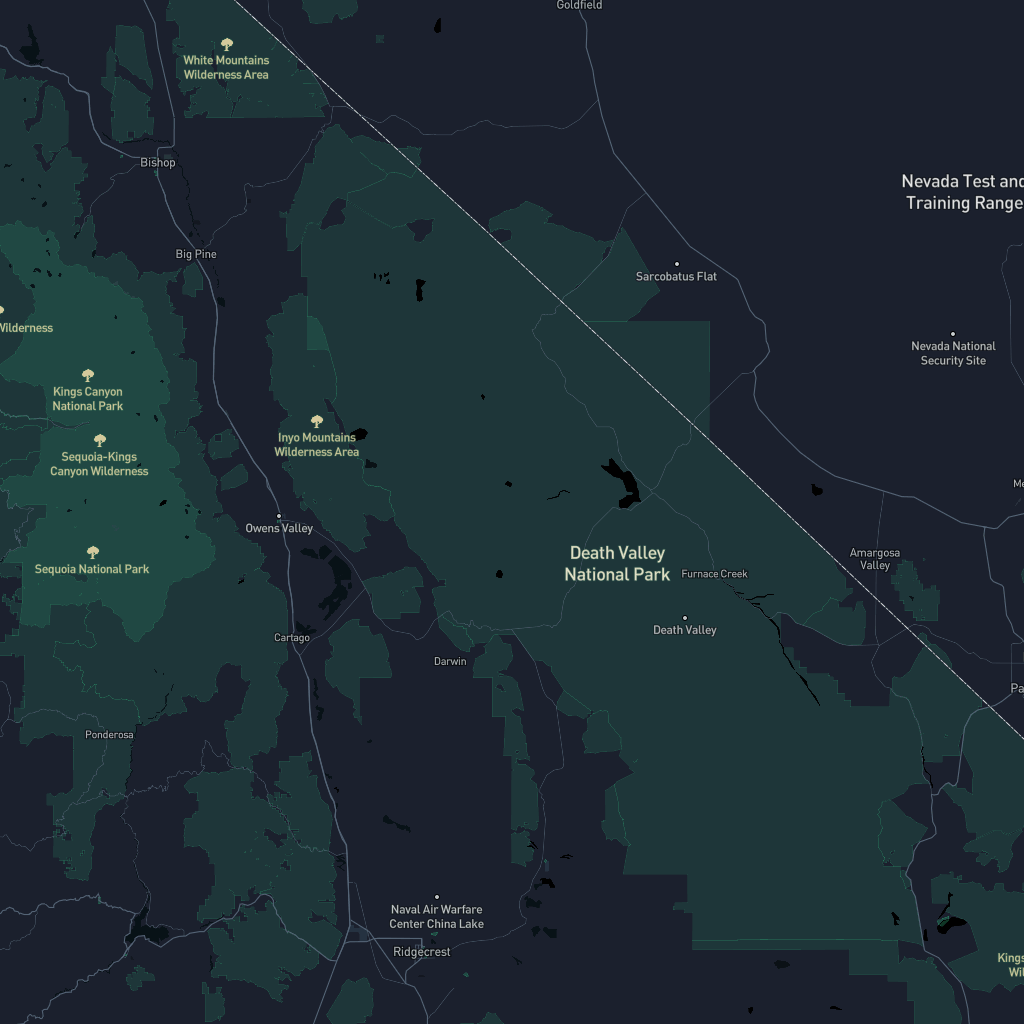 Goldfield
White Mountains
Wilderness Area
Bishop
Nevada Test and
Training Range
Big Pine
Sarcobatus Flat
Wilderness
Nevada National
Security Site
Kings Canyon
National Park
Inyo Mountains
Wilderness Area
Sequoia-Kings
Canyon Wilderness
Me
Owens Valley
Death Valley
National Park
Amargosa
Valley
Sequoia National Park
Furnace Creek
Death Valley
Cartago
Darwin
Pa
Ponderosa
Naval Air Warfare
Center China Lake
Ridgecrest
Kings
Wil